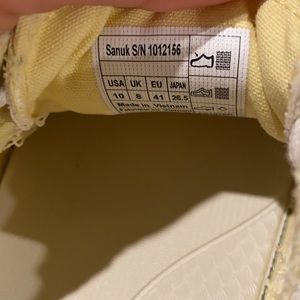 Sanuk S/N 1012156
USA UK EU JAPAN
10 8 41 26.5
Made in Vietnam